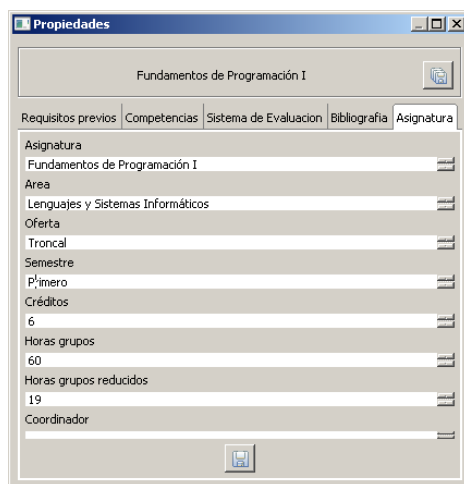 Propiedades
Fundamentos de Programación I
Requisitos previos Competencias Sistema de Evaluacion Bibliografia Asignatura
Asignatura
Fundamentos de Programación I
Area
Lenguajes y Sistemas Informáticos
Oferta
Troncal
Semestre
Primero
Créditos
6
Horas grupos
60
Horas grupos reducidos
19
Coordinador